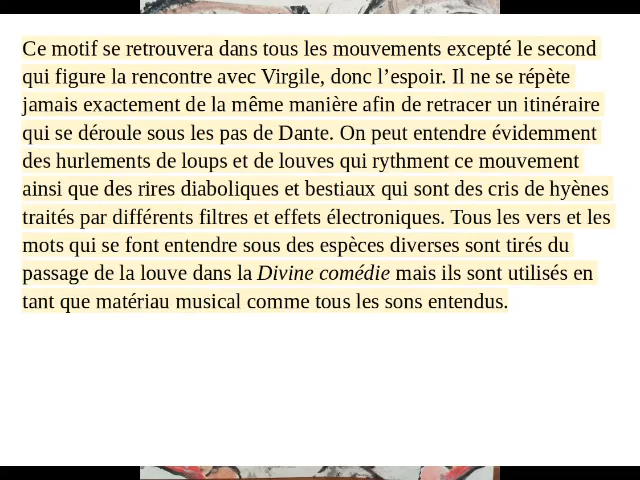 Ce motif se retrouvera dans tous les mouvements excepté le second
qui figure la rencontre avec Virgile, donc l’espoir. Il ne se répète
jamais exactement de la même manière afin de retracer un itinéraire
qui se déroule sous les pas de Dante. On peut entendre évidemment
des hurlements de loups et de louves qui rythment ce mouvement
ainsi que des rires diaboliques et bestiaux qui sont des cris de hyènes
traités par différents filtres et effets électroniques. Tous les vers et les
mots qui se font entendre sous des espèces diverses sont tirés du
passage de la louve dans la Divine comédie mais ils sont utilisés en
tant que matériau musical comme tous les sons entendus.